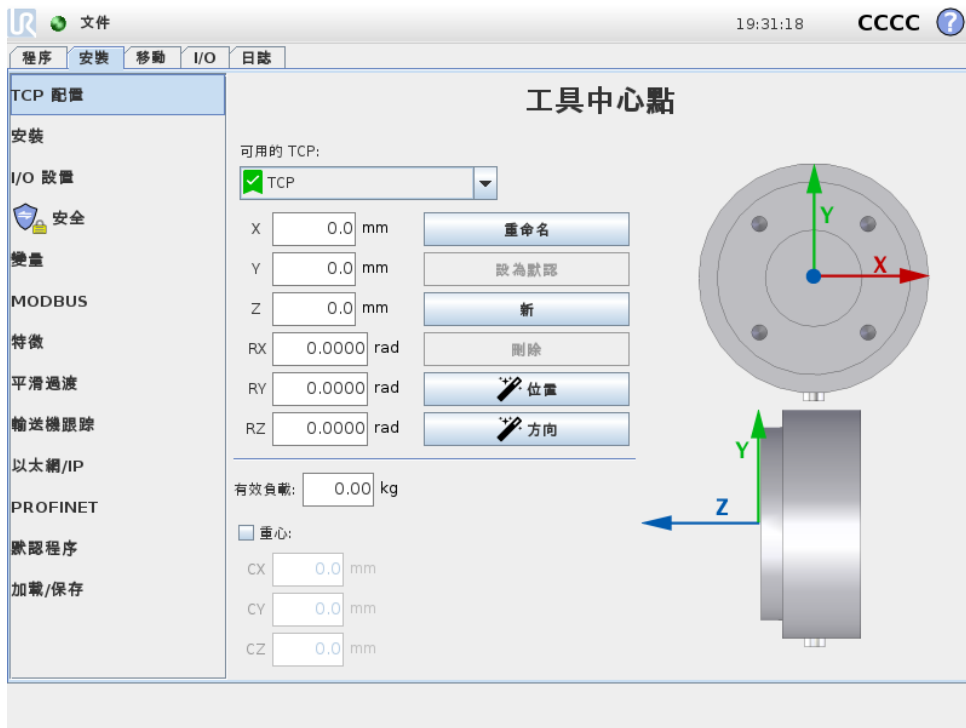 UR 文件 19:31:18 CCCC ?
程序 安裝 移動 I/O 日誌
TCP 配置
安裝
I/O 設置
安全
變量
MODBUS
特徵
平滑過渡
輸送機跟踪
以太網/IP
PROFINET
默認程序
加載/保存
工具中心點
可用的 TCP:
TCP
X 0.0 mm 重命名
Y 0.0 mm 設為默認
Z 0.0 mm 新
RX 0.0000 rad 刪除
RY 0.0000 rad 位置
RZ 0.0000 rad 方向
有效負載: 0.00 kg
重心:
CX 0.0 mm
CY 0.0 mm
CZ 0.0 mm
Y
X
Y
Z